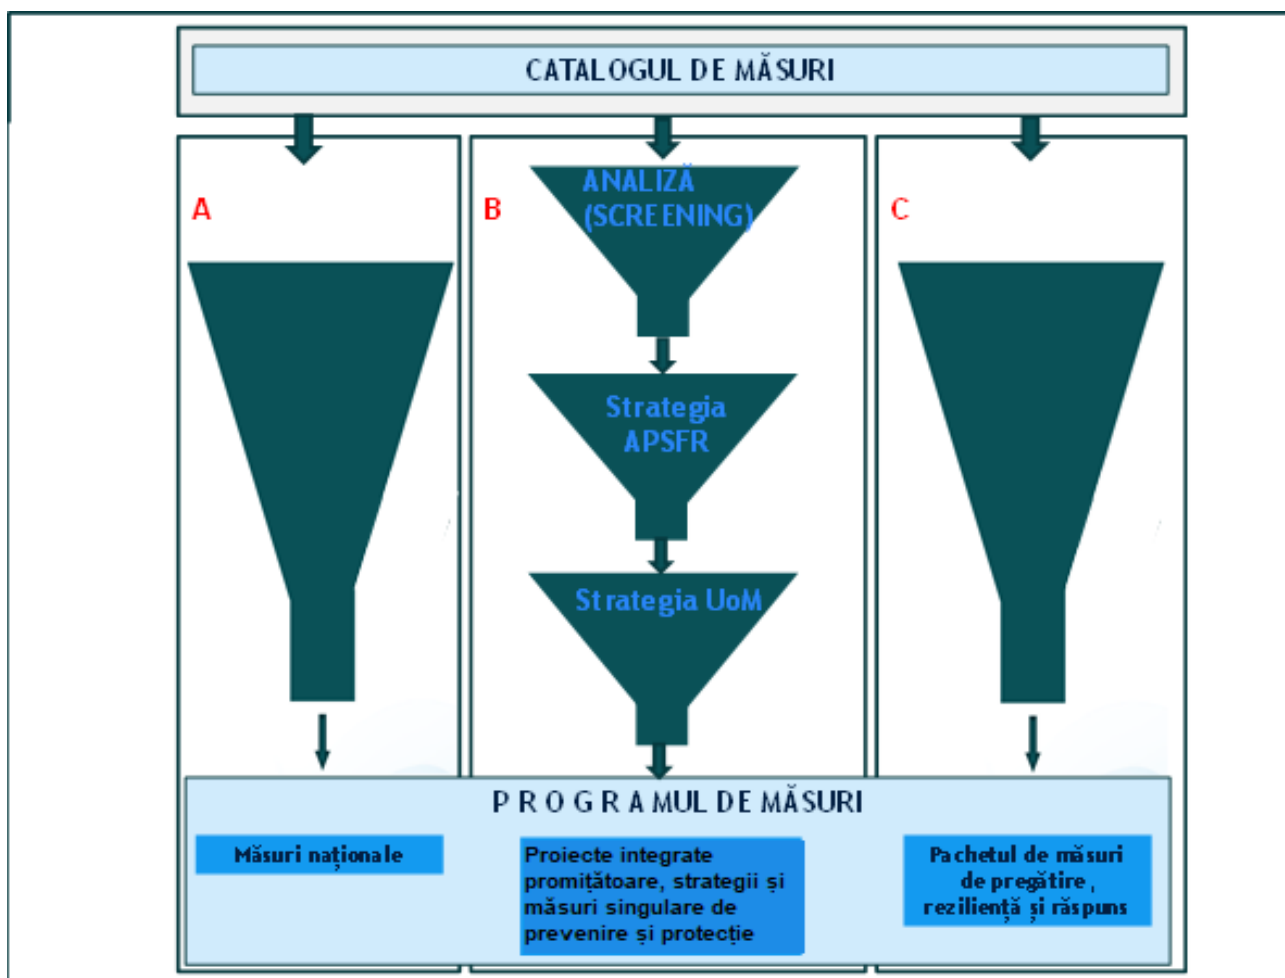 CATALOGUL DE MĂSURI
A
B
C
ANALIZĂ
(SCREENING)
Strategia
APSFR
Strategia UoM
PROGRAMUL DE MĂSURI
Măsuri naționale
Proiecte integrate
promițătoare, strategii și
măsuri singulare de
prevenire și protecție
Pachetul de măsuri
de pregătire,
reziliență și răspuns